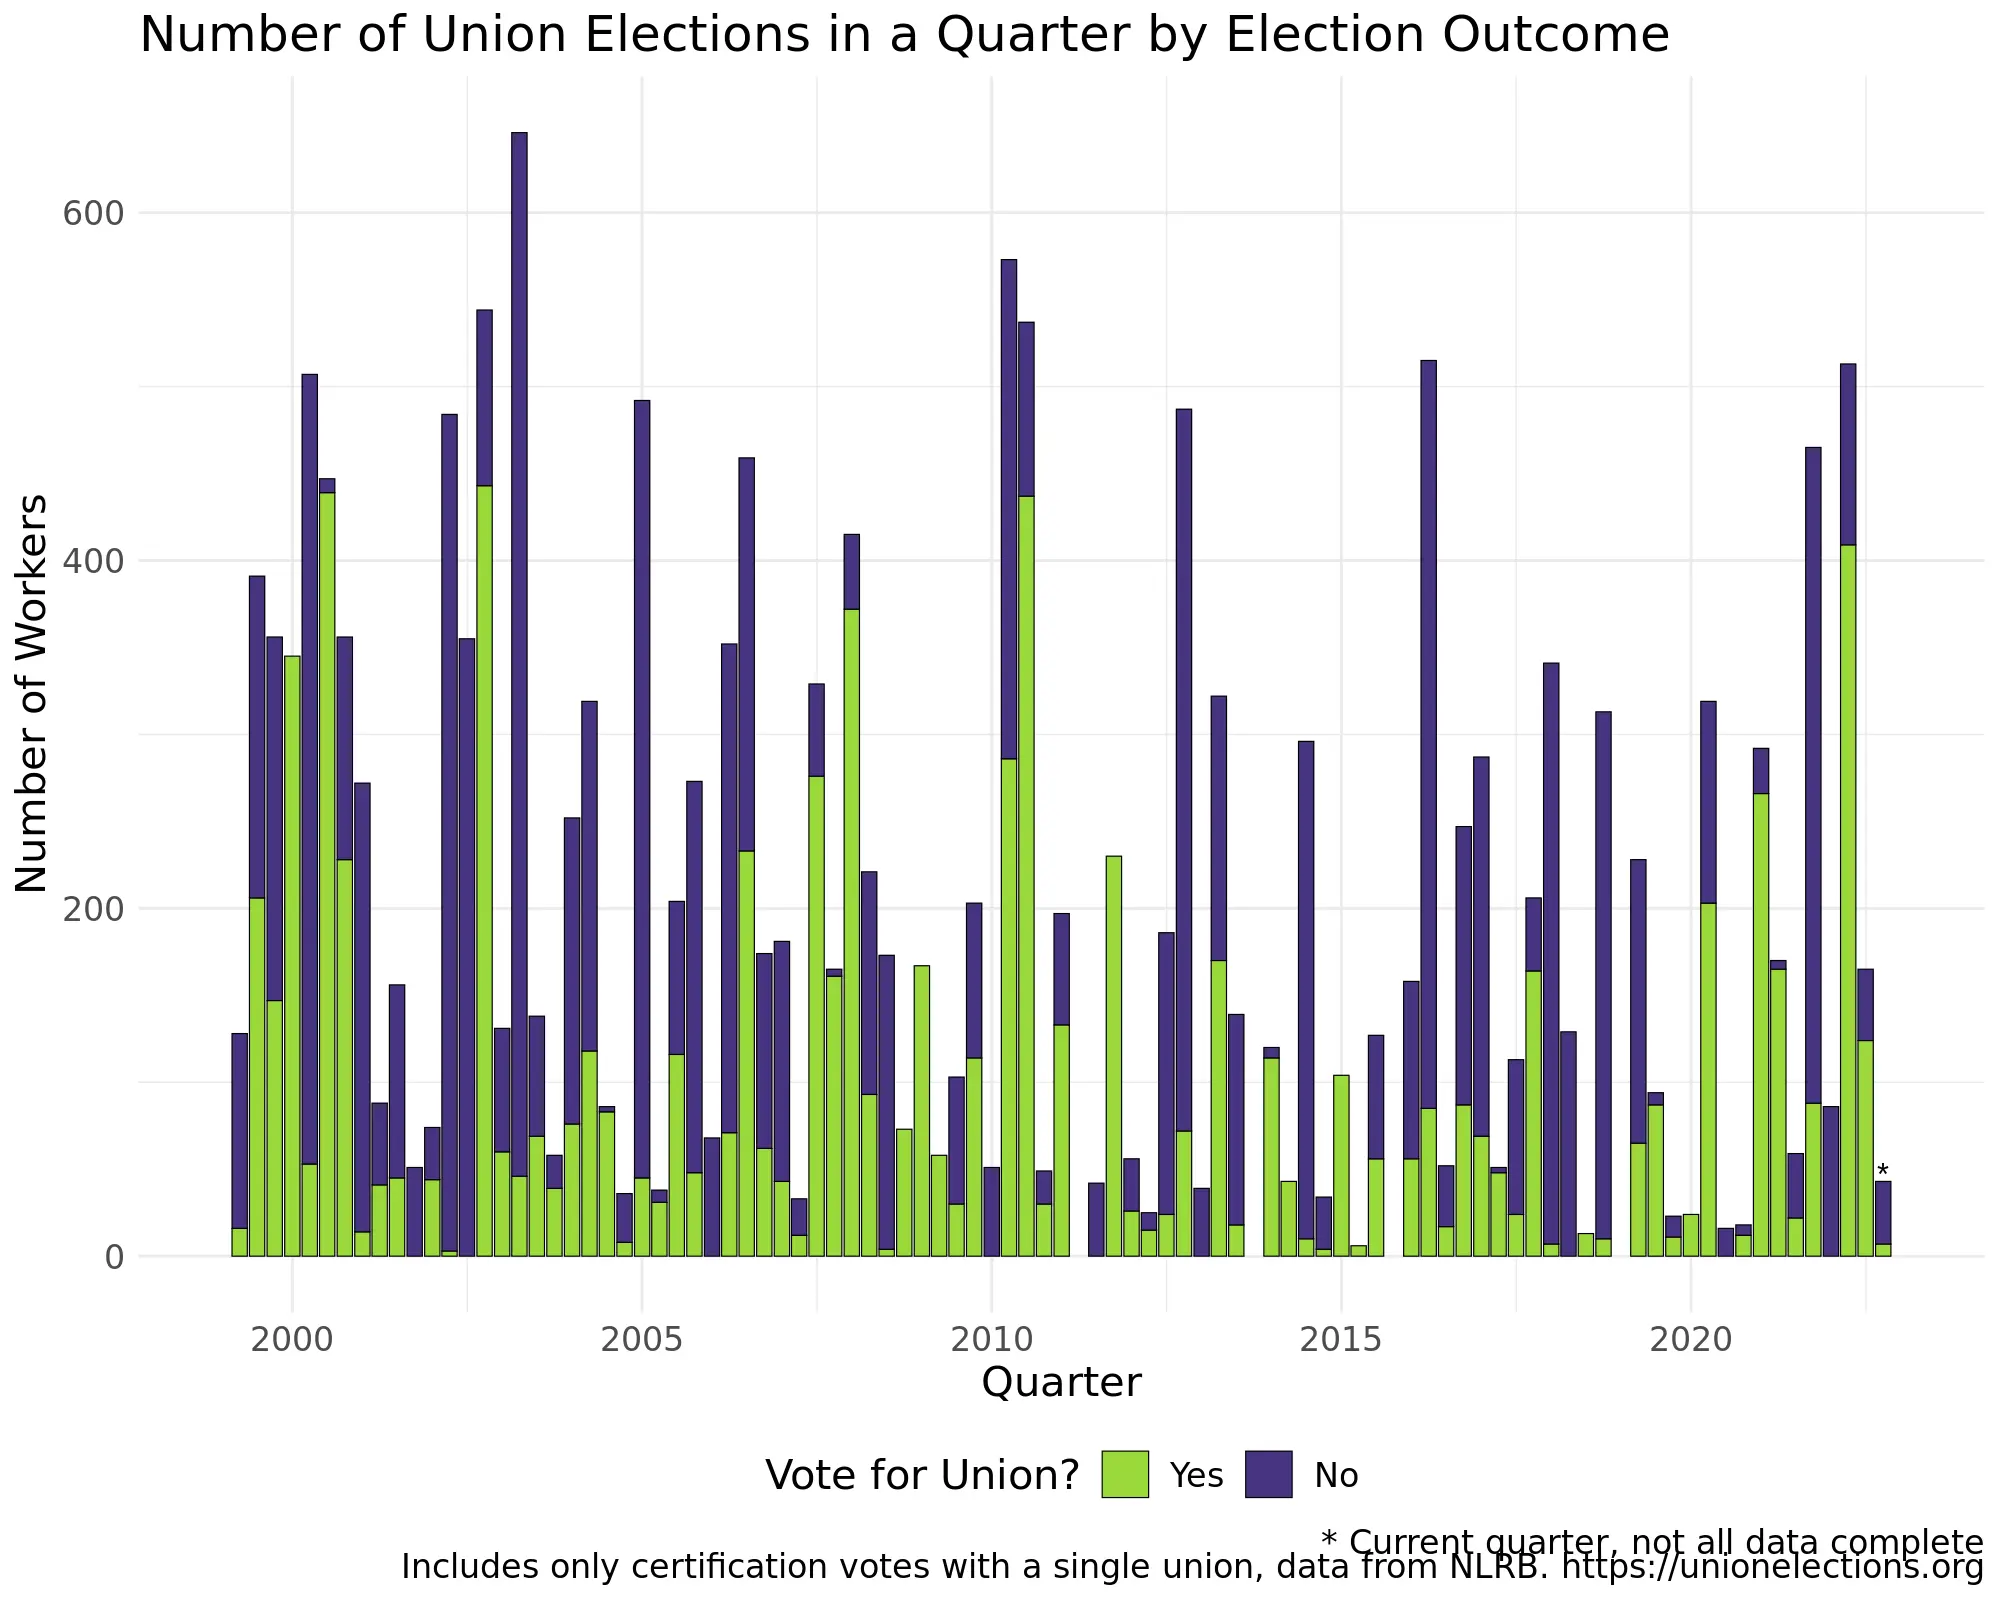 Number of Union Elections in a Quarter by Election Outcome
Number of Workers
600
400
200
0
*
2000 2005 2010 2015 2020
Quarter
Vote for Union? Yes No
* Current quarter, not all data complete
Includes only certification votes with a single union, data from NLRB. https://unionelections.org